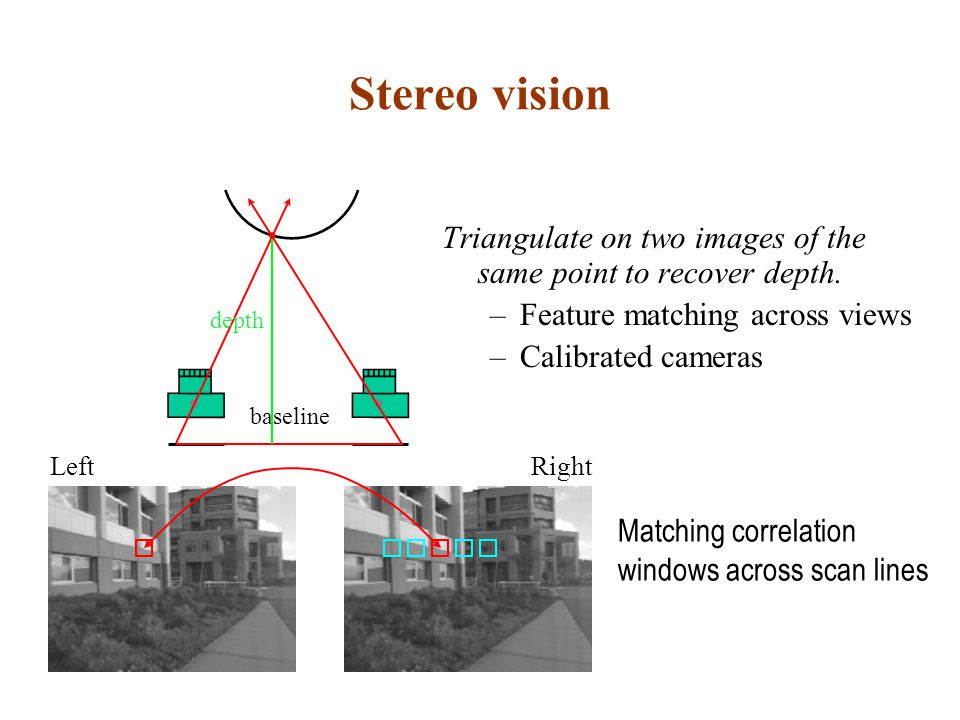 Stereo vision
Triangulate on two images of the
same point to recover depth.
– Feature matching across views
– Calibrated cameras
depth
baseline
Left
Right
Matching correlation
windows across scan lines